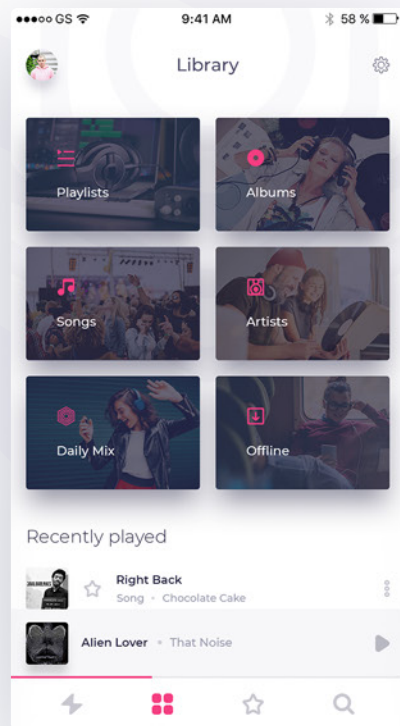 GS 9:41 AM 58 %
Library
Playlists
Albums
Songs
Artists
Daily Mix
Offline
Recently played
Right Back
Song • Chocolate Cake
Alien Lover • That Noise